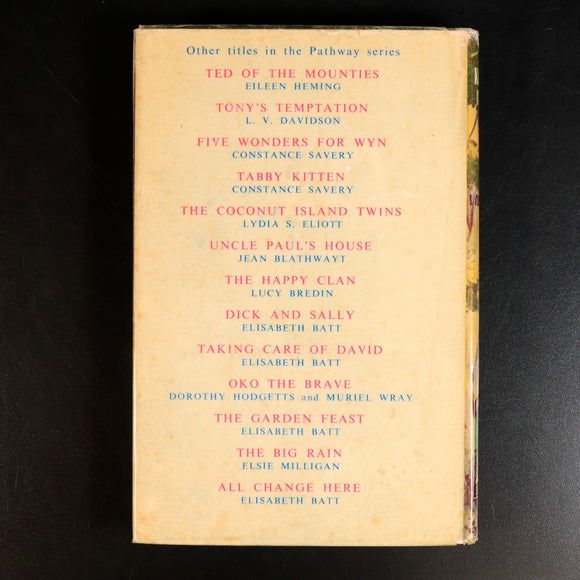 Other titles in the Pathway series
TED OF THE MOUNTIES
EILEEN HEMING
TONY'S TEMPTATION
L. V. DAVIDSON
FIVE WONDERS FOR WYN
CONSTANCE SAVERY
TABBY KITTEN
CONSTANCE SAVERY
THE COCONUT ISLAND TWINS
LYDIA S. ELIOTT
UNCLE PAUL'S HOUSE
JEAN BLATHWAYT
THE HAPPY CLAN
LUCY BREDIN
DICK AND SALLY
ELISABETH BATT
TAKING CARE OF DAVID
ELISABETH BATT
OKO THE BRAVE
DOROTHY HODGETTS and MURIEL WRAY
THE GARDEN FEAST
ELISABETH BATT
THE BIG RAIN
ELSIE MILLIGAN
ALL CHANGE HERE
ELISABETH BATT